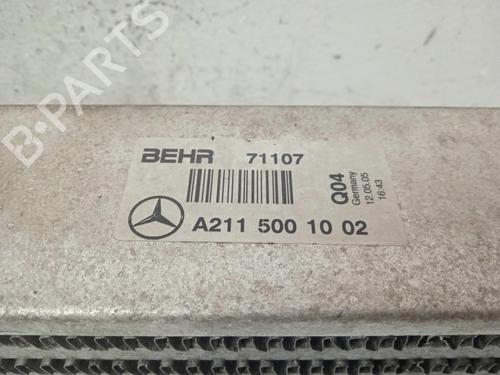 B-PARTS
BEHR 71107
Q04
Germany
12.05.05
16:43
A211 500 10 02